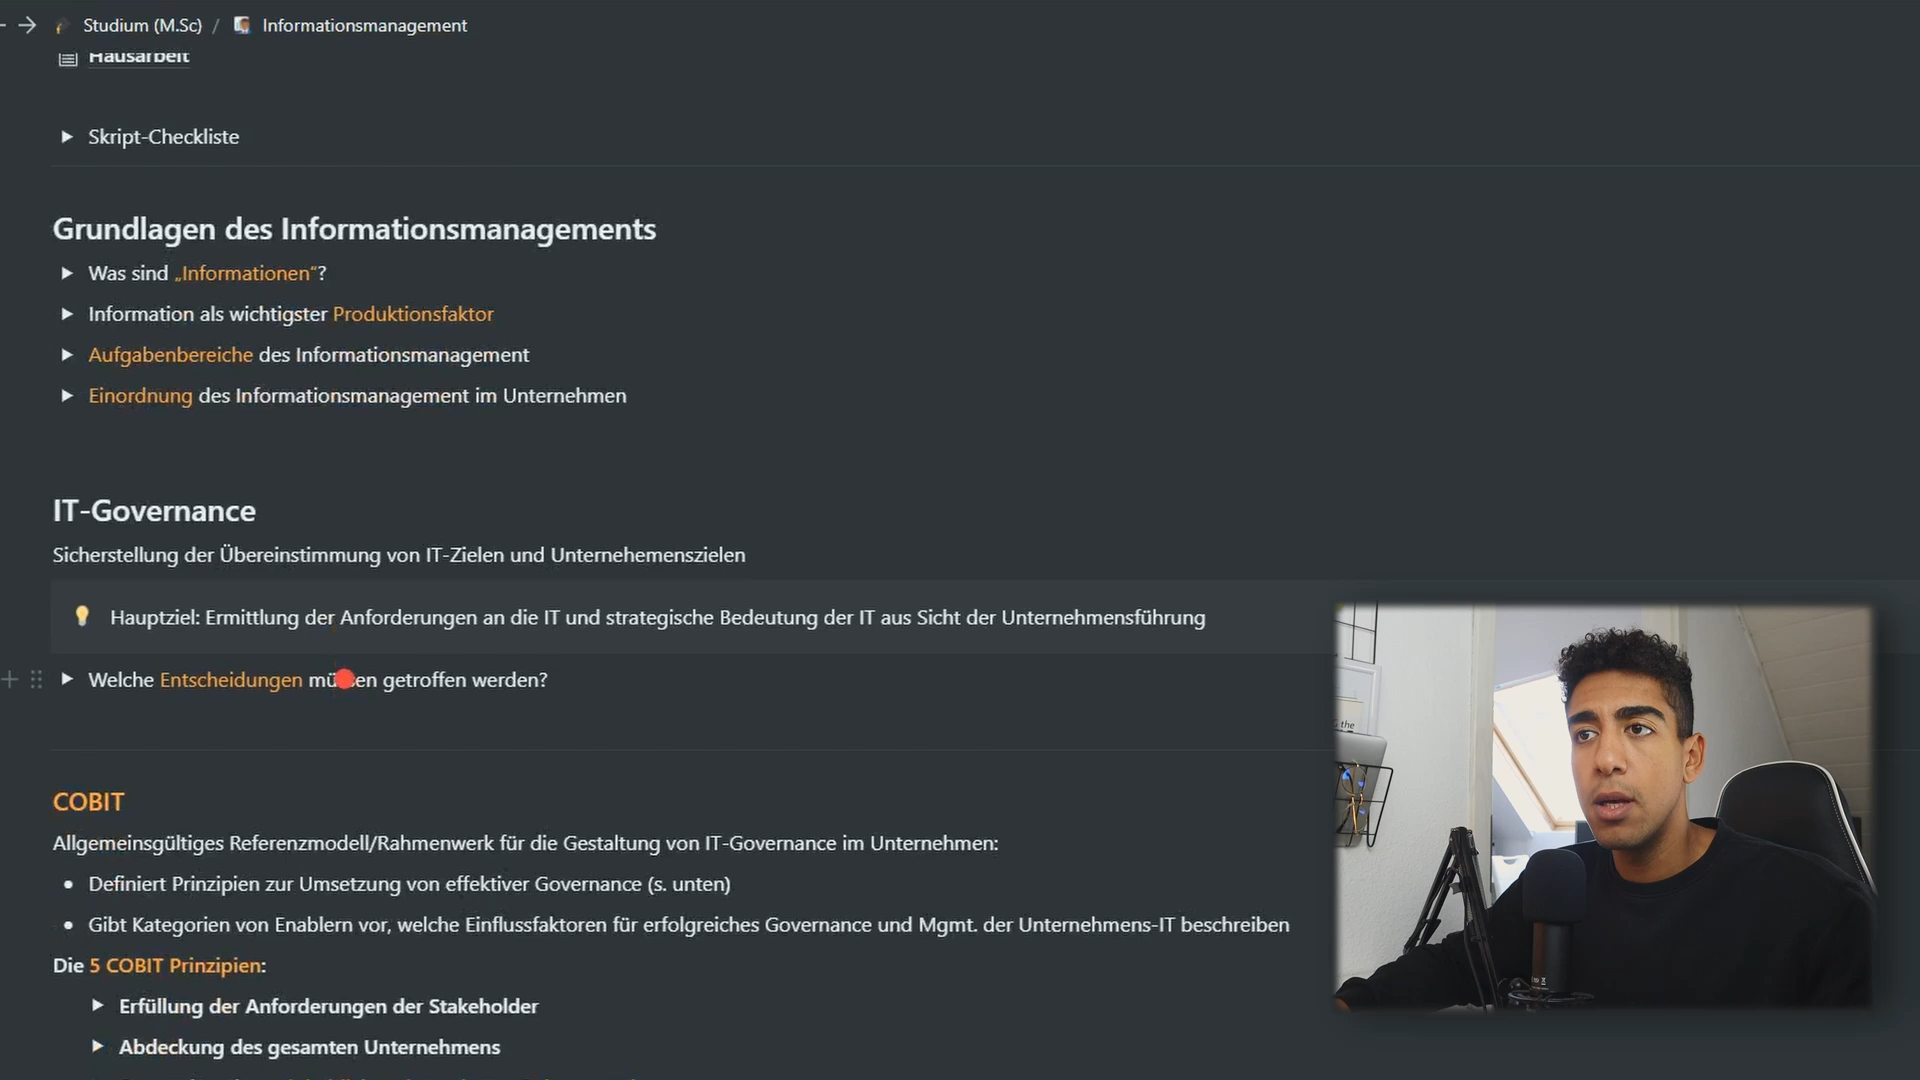 Studium (M.Sc) / Informationsmanagement
Hausarbeit
Skript-Checkliste
Grundlagen des Informationsmanagements
Was sind „Informationen“?
Information als wichtigster Produktionsfaktor
Aufgabenbereiche des Informationsmanagement
Einordnung des Informationsmanagement im Unternehmen
IT-Governance
Sicherstellung der Übereinstimmung von IT-Zielen und Unternehemenszielen
Hauptziel: Ermittlung der Anforderungen an die IT und strategische Bedeutung der IT aus Sicht der Unternehmensführung
Welche Entscheidungen müssen getroffen werden?
COBIT
Allgemeinsgültiges Referenzmodell/Rahmenwerk für die Gestaltung von IT-Governance im Unternehmen:
Definiert Prinzipien zur Umsetzung von effektiver Governance (s. unten)
Gibt Kategorien von Enablern vor, welche Einflussfaktoren für erfolgreiches Governance und Mgmt. der Unternehmens-IT beschreiben
Die 5 COBIT Prinzipien:
Erfüllung der Anforderungen der Stakeholder
Abdeckung des gesamten Unternehmens
the